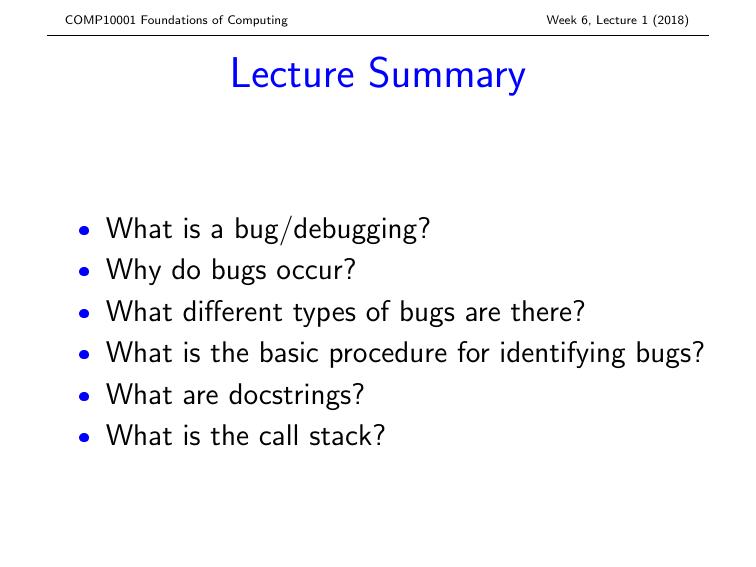 COMP10001 Foundations of Computing Week 6, Lecture 1 (2018)
Lecture Summary
• What is a bug/debugging?
• Why do bugs occur?
• What different types of bugs are there?
• What is the basic procedure for identifying bugs?
• What are docstrings?
• What is the call stack?